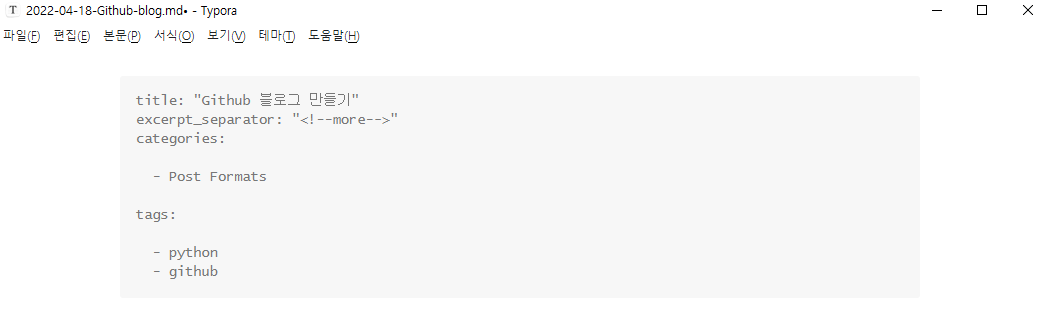 T 2022-04-18-Github-blog.md• - Typora
파일(F) 편집(E) 본문(P) 서식(O) 보기(V) 테마(T) 도움말(H)
title: "Github 블로그 만들기"
excerpt_separator: "<!--more-->"
categories:
- Post Formats
tags:
- python
- github